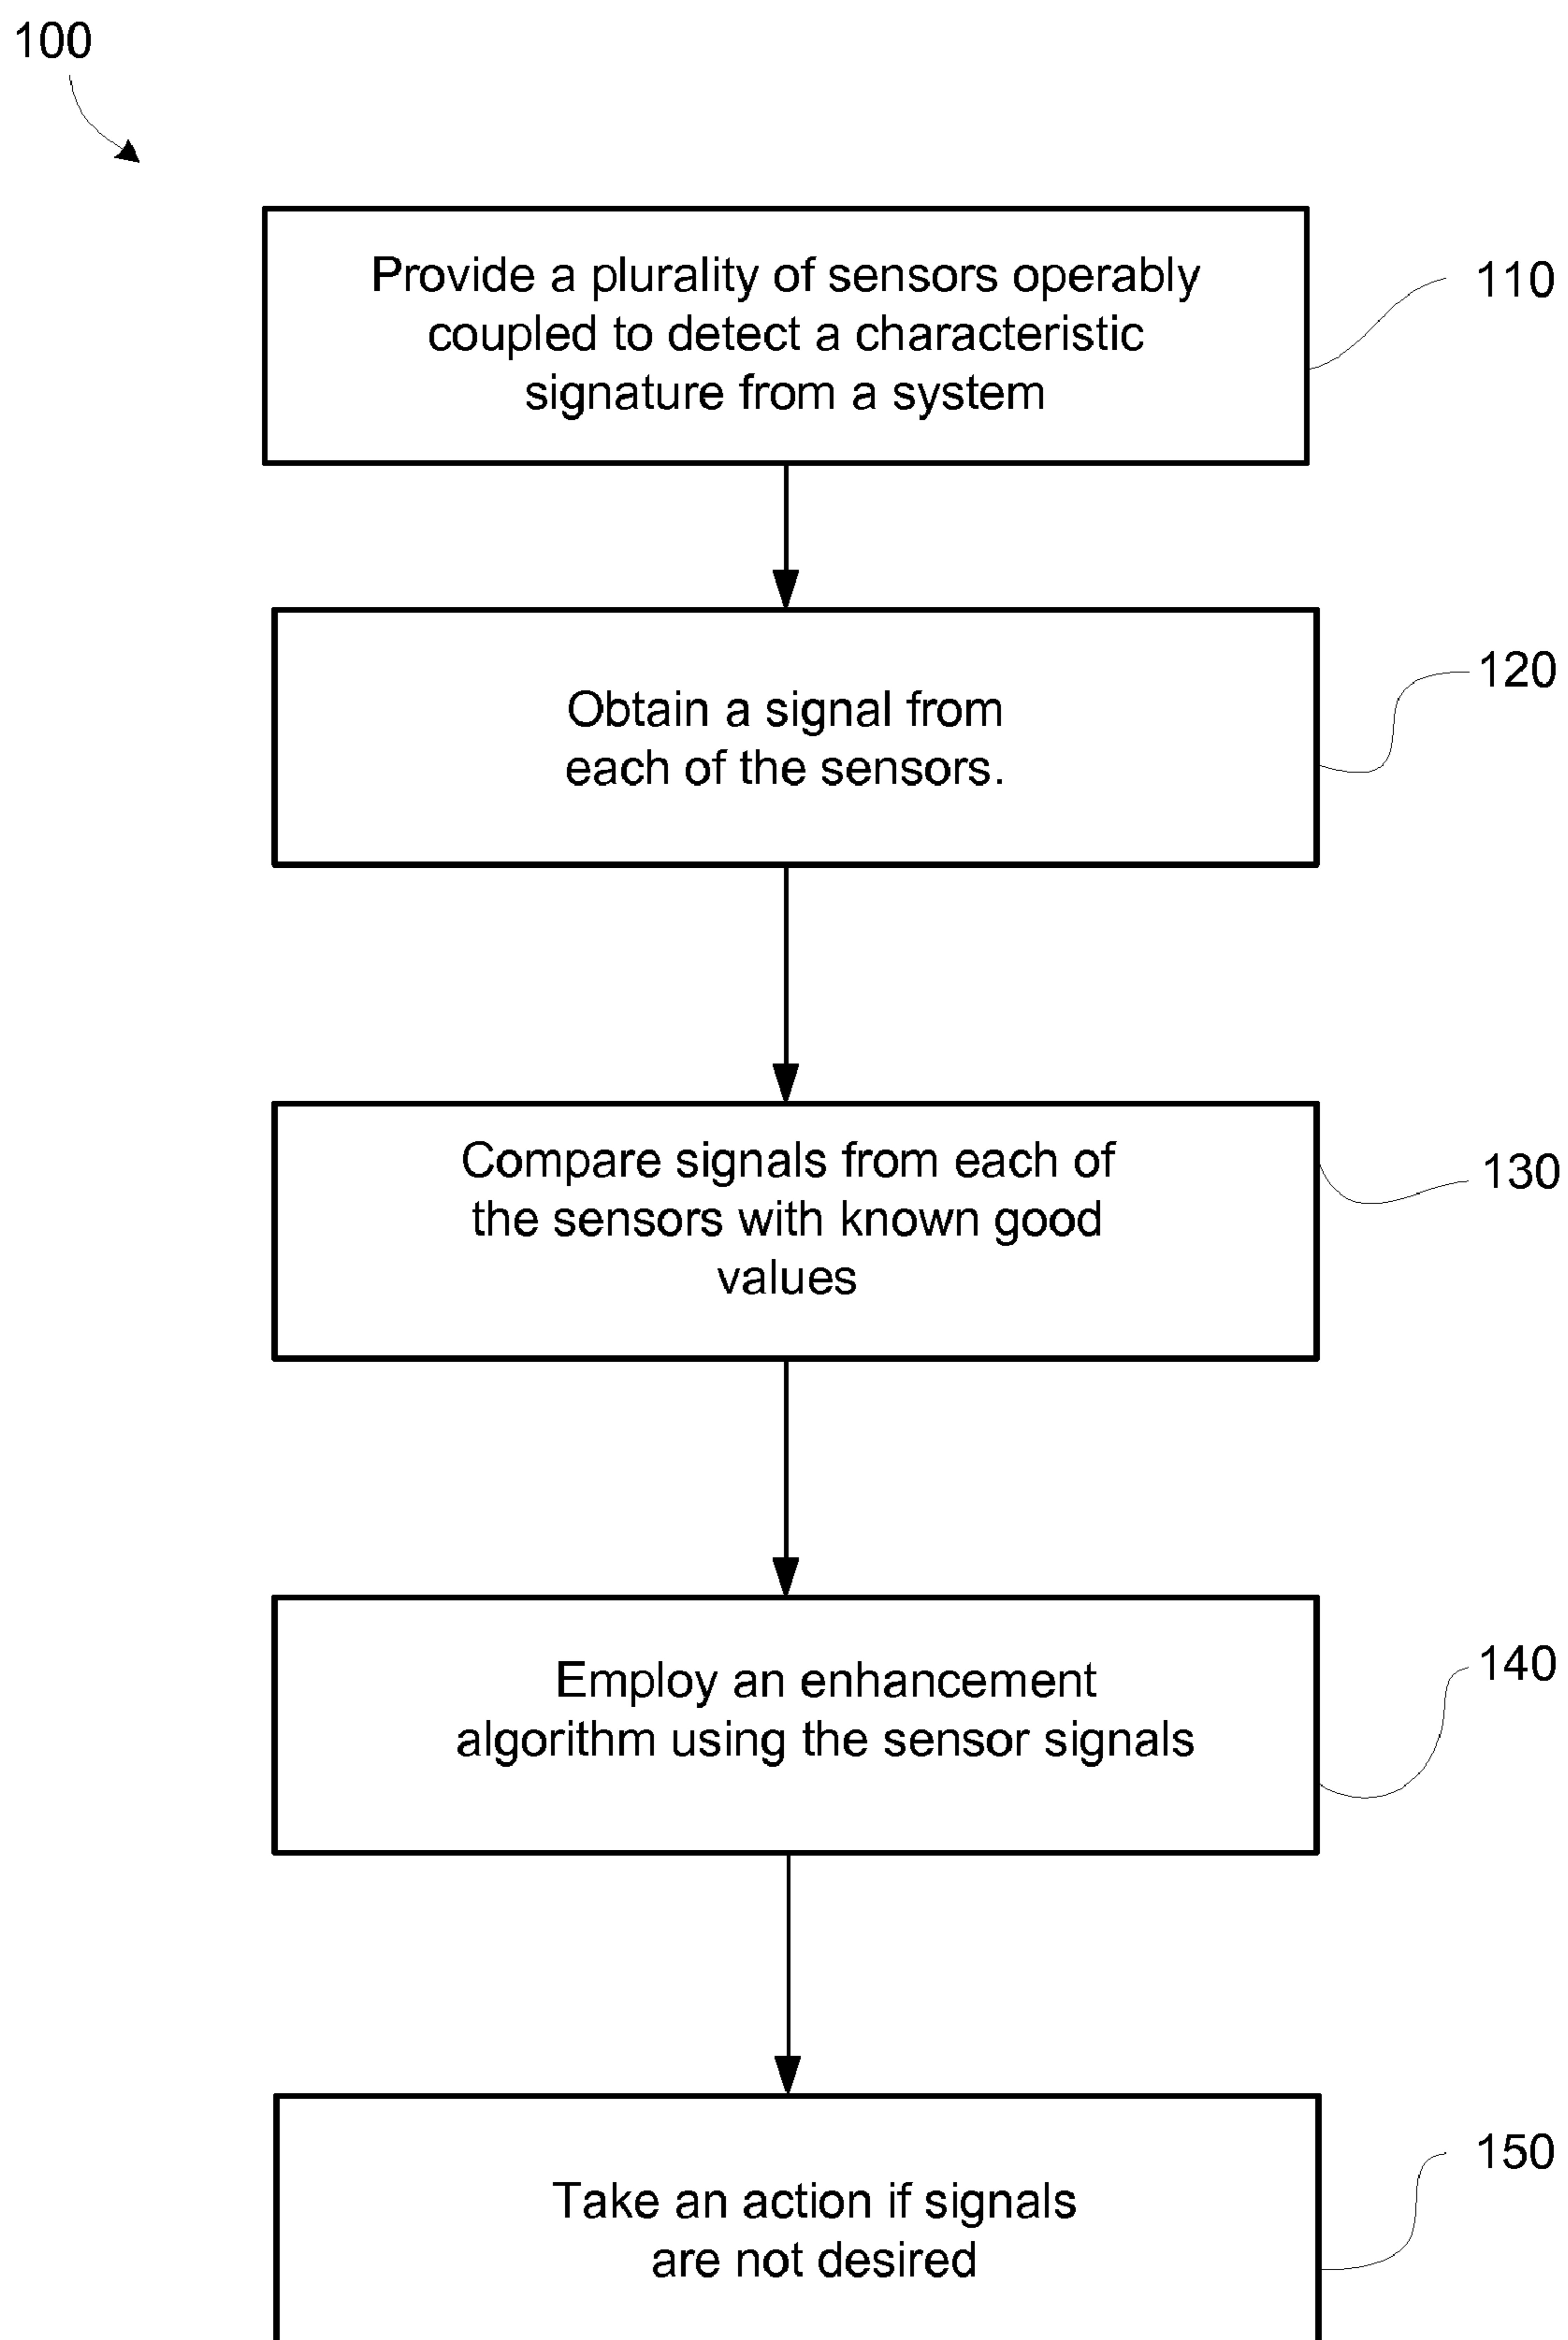 100
Provide a plurality of sensors operably
coupled to detect a characteristic
signature from a system
110
Obtain a signal from
each of the sensors.
120
Compare signals from each of
the sensors with known good
values
130
Employ an enhancement
algorithm using the sensor signals
140
Take an action if signals
are not desired
150